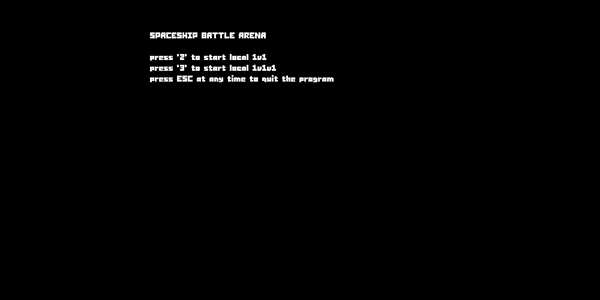 SPACESHIP BATTLE ARENA
press '2' to start local 1v1
press '3' to start local 1v1v1
press ESC at any time to quit the program